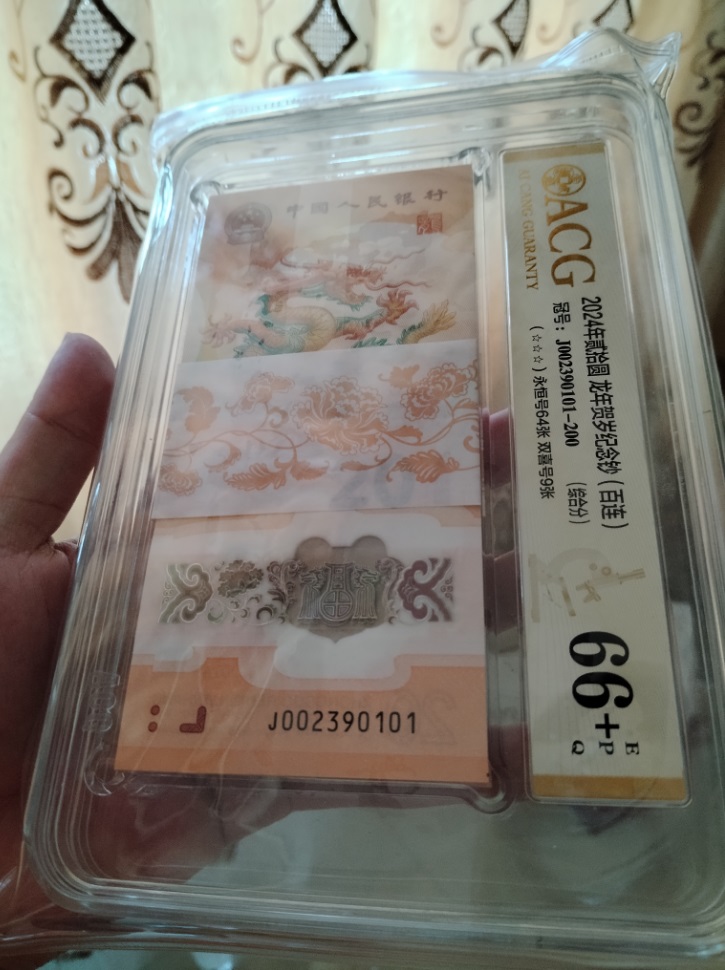 中国人民银行
J002390101
ACG
AI CANG GUARANTY
2024年贰拾圆 龙年贺岁纪念钞（百连）
冠号：J002390101-200
（综合分）
（☆☆☆）永恒号64张 双喜号9张
66+
E
P
Q